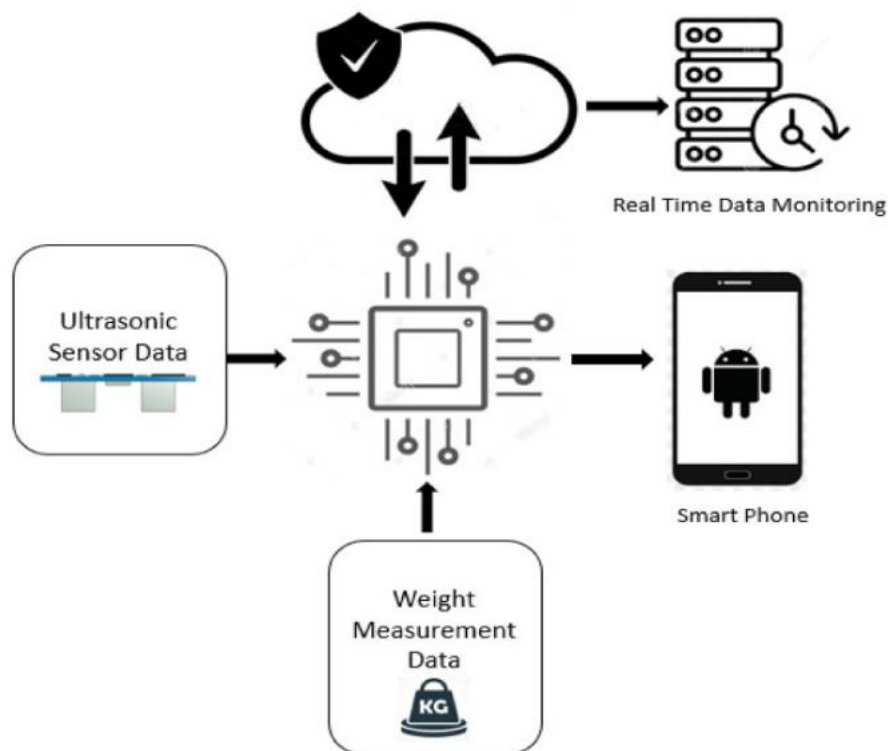 Real Time Data Monitoring
Ultrasonic
Sensor Data
Smart Phone
Weight
Measurement
Data
KG